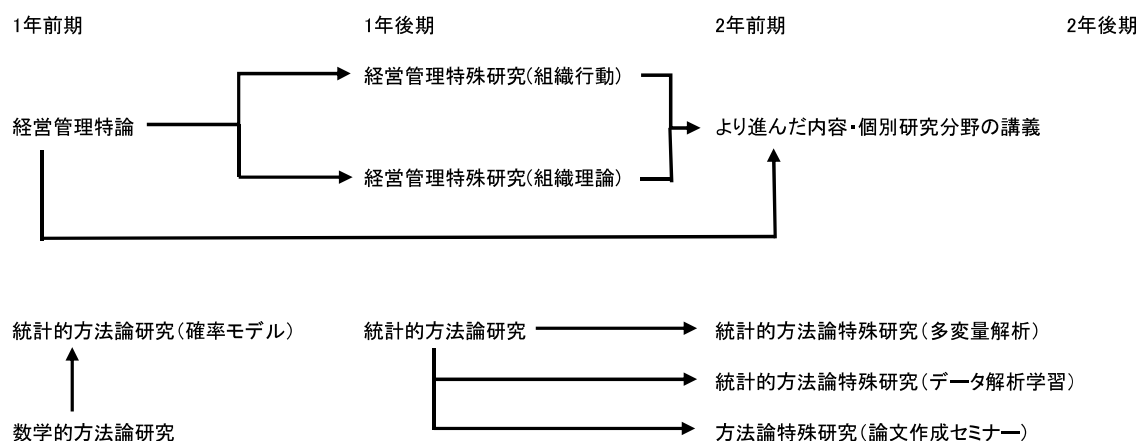 1年前期 1年後期 2年前期 2年後期
経営管理特殊研究(組織行動)
経営管理特論 より進んだ内容・個別研究分野の講義
経営管理特殊研究(組織理論)
統計的方法論研究(確率モデル) 統計的方法論研究 統計的方法論特殊研究(多変量解析)
統計的方法論特殊研究(データ解析学習)
数学的方法論研究 方法論特殊研究(論文作成セミナー)